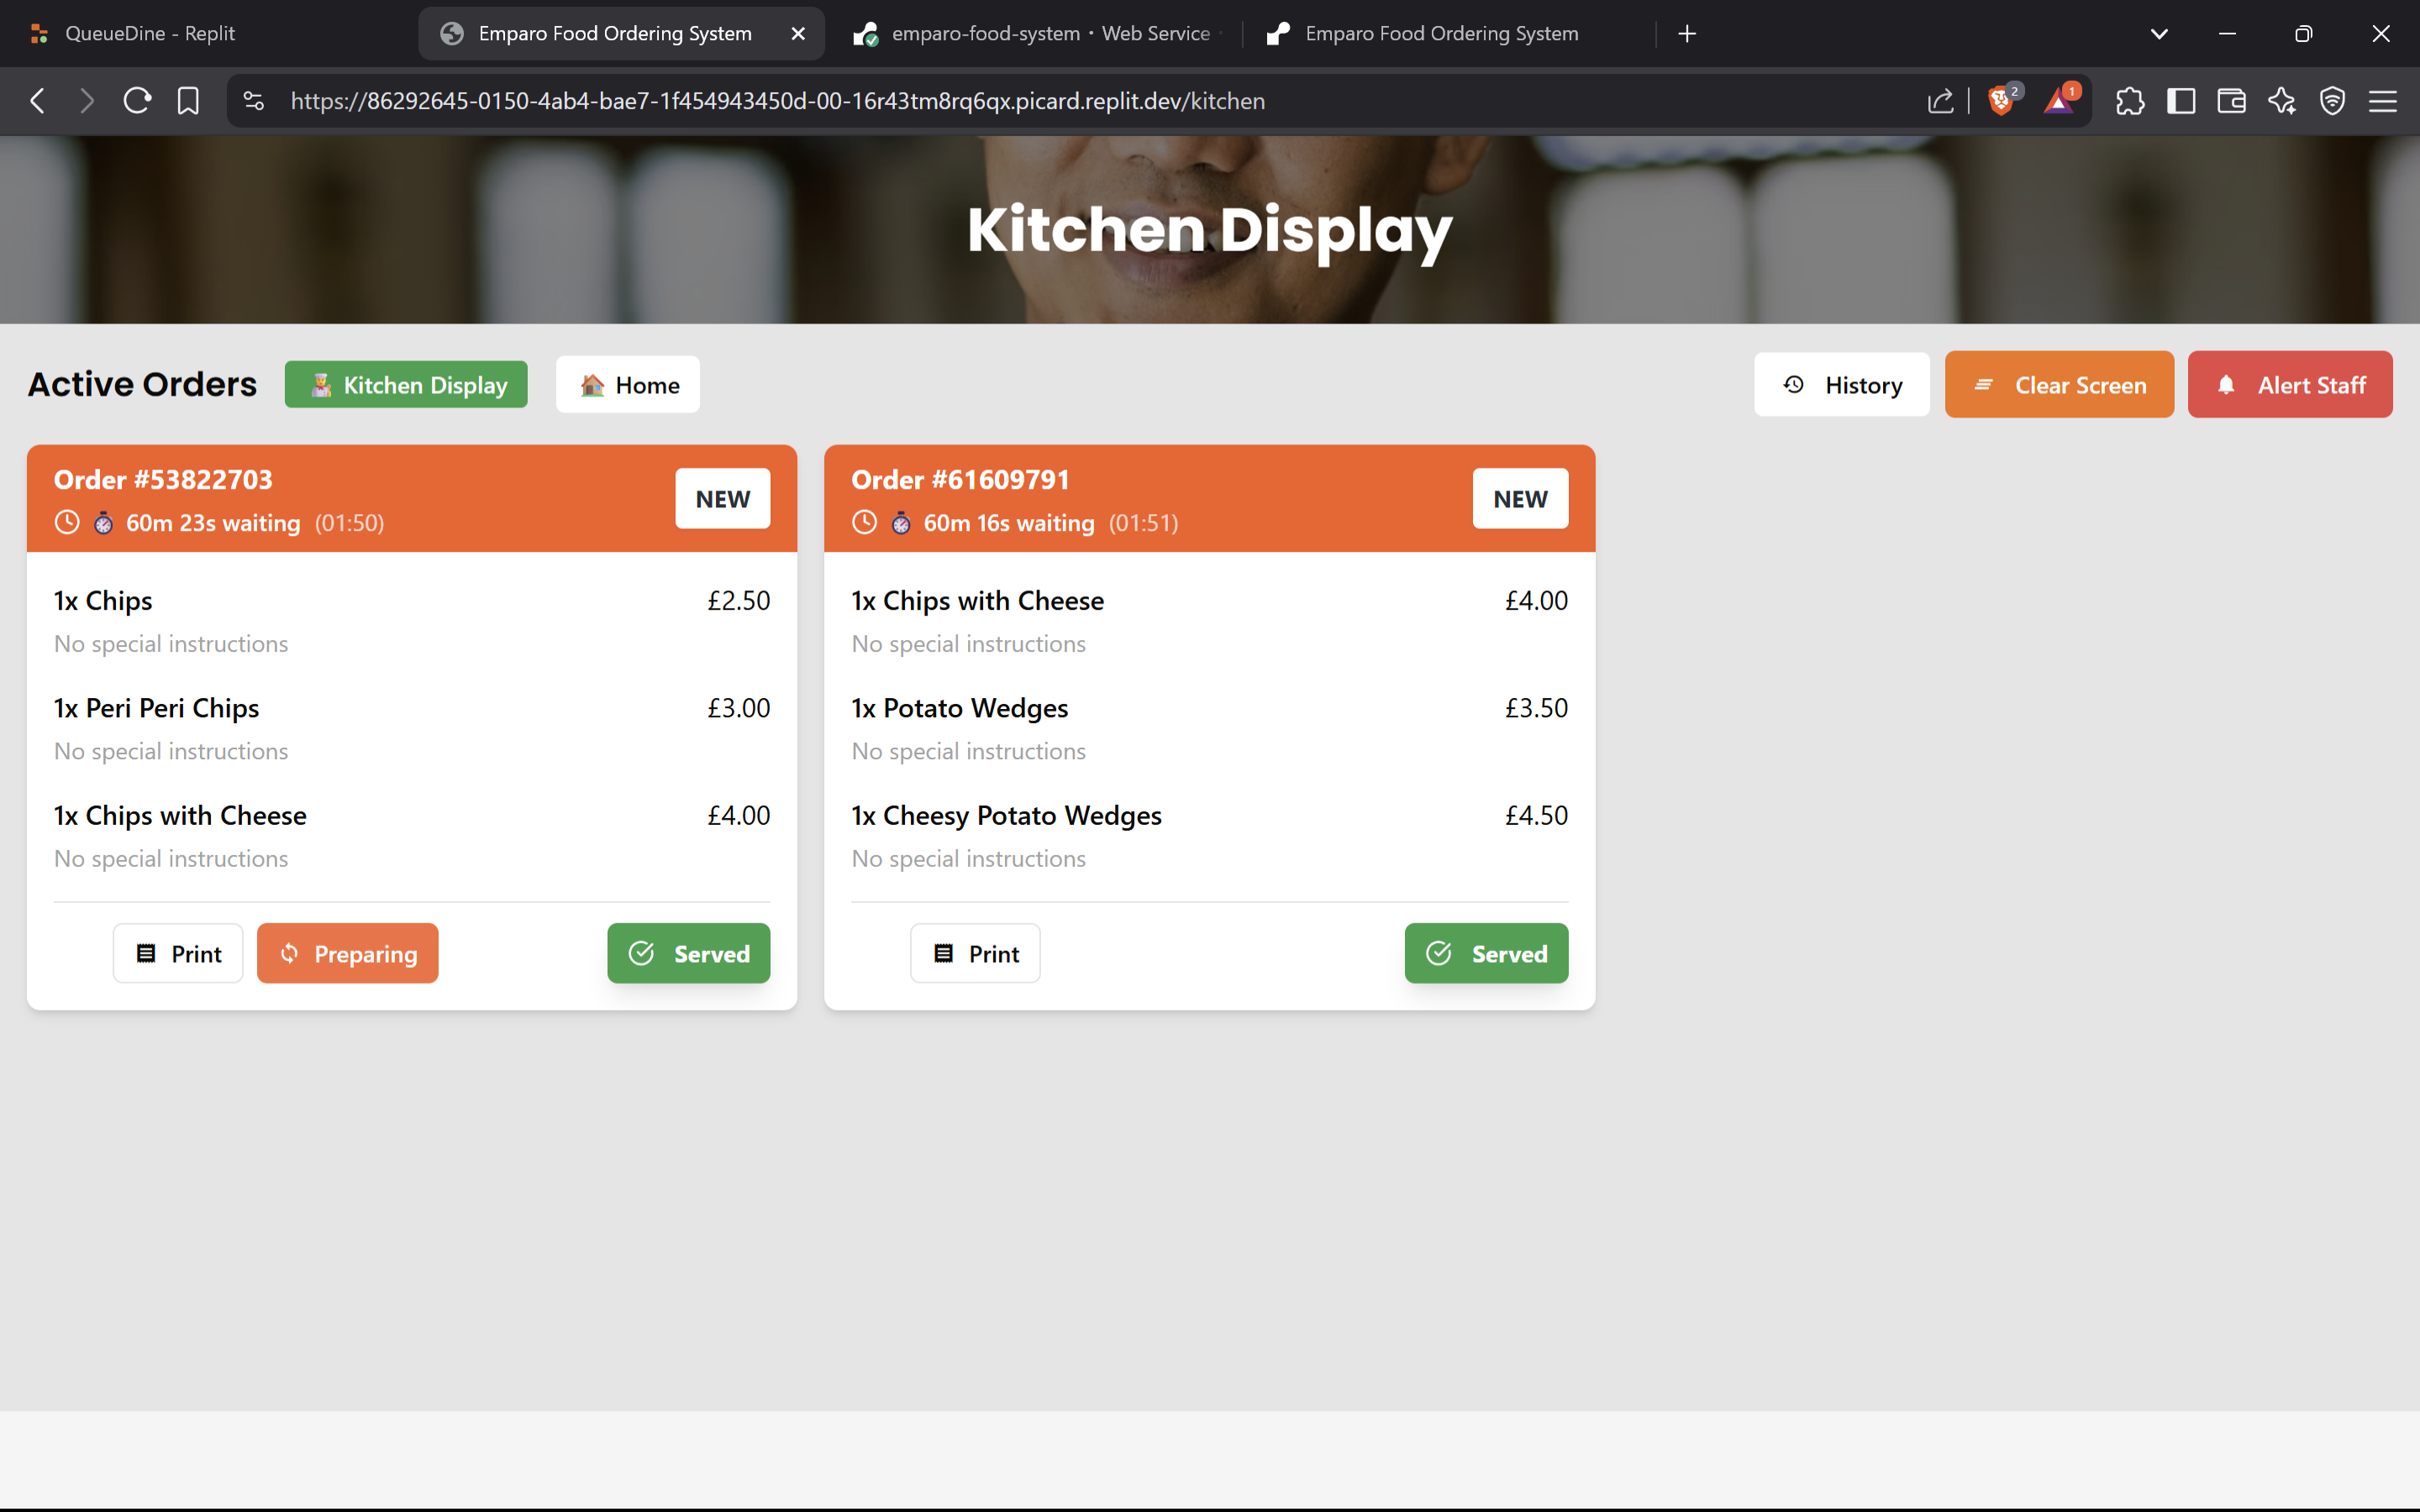 QueueDine - Replit
Emparo Food Ordering System
emparo-food-system • Web Service
Emparo Food Ordering System
https://86292645-0150-4ab4-bae7-1f454943450d-00-16r43tm8rq6qx.picard.replit.dev/kitchen
2
1
Kitchen Display
Active Orders
Kitchen Display
Home
History
Clear Screen
Alert Staff
Order #53822703
60m 23s waiting (01:50)
NEW
1x Chips £2.50
No special instructions
1x Peri Peri Chips £3.00
No special instructions
1x Chips with Cheese £4.00
No special instructions
Print
Preparing
Served
Order #61609791
60m 16s waiting (01:51)
NEW
1x Chips with Cheese £4.00
No special instructions
1x Potato Wedges £3.50
No special instructions
1x Cheesy Potato Wedges £4.50
No special instructions
Print
Served